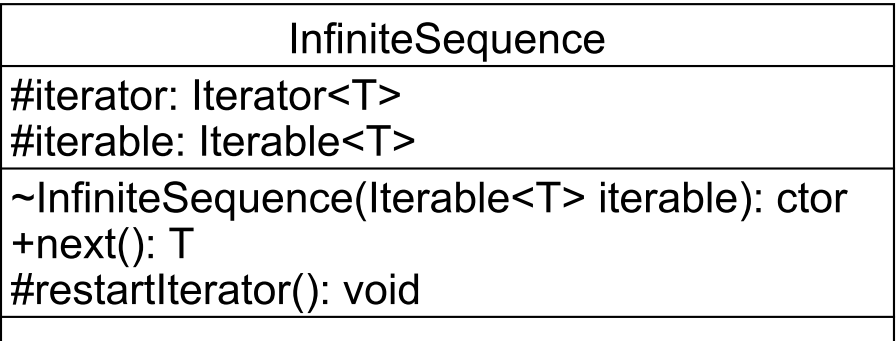 InfiniteSequence
#iterator: Iterator<T>
#iterable: Iterable<T>
~InfiniteSequence(Iterable<T> iterable): ctor
+next(): T
#restartIterator(): void